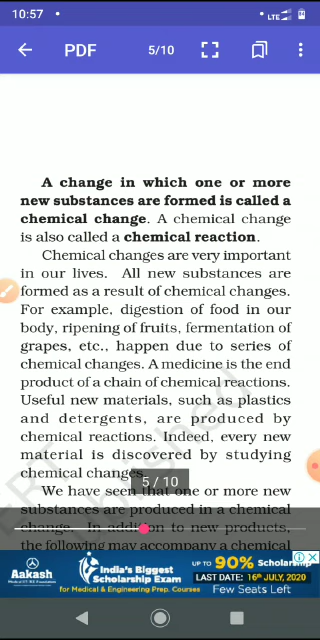 10:57
LTE
PDF
5/10
A change in which one or more
new substances are formed is called a
chemical change. A chemical change
is also called a chemical reaction.
Chemical changes are very important
in our lives. All new substances are
formed as a result of chemical changes.
For example, digestion of food in our
body, ripening of fruits, fermentation of
grapes, etc., happen due to series of
chemical changes. A medicine is the end
product of a chain of chemical reactions.
Useful new materials, such as plastics
and detergents, are produced by
chemical reactions. Indeed, every new
material is discovered by studying
chemical changes.
5 / 10
We have seen that one or more new
substances are produced in a chemical
change. In addition to new products,
the following may accompany a chemical
Aakash
India's Biggest
Scholarship Exam
for Medical & Engineering Prep. Courses
UP TO 90% Scholarship
LAST DATE: 16th JULY, 2020
Few Seats Left